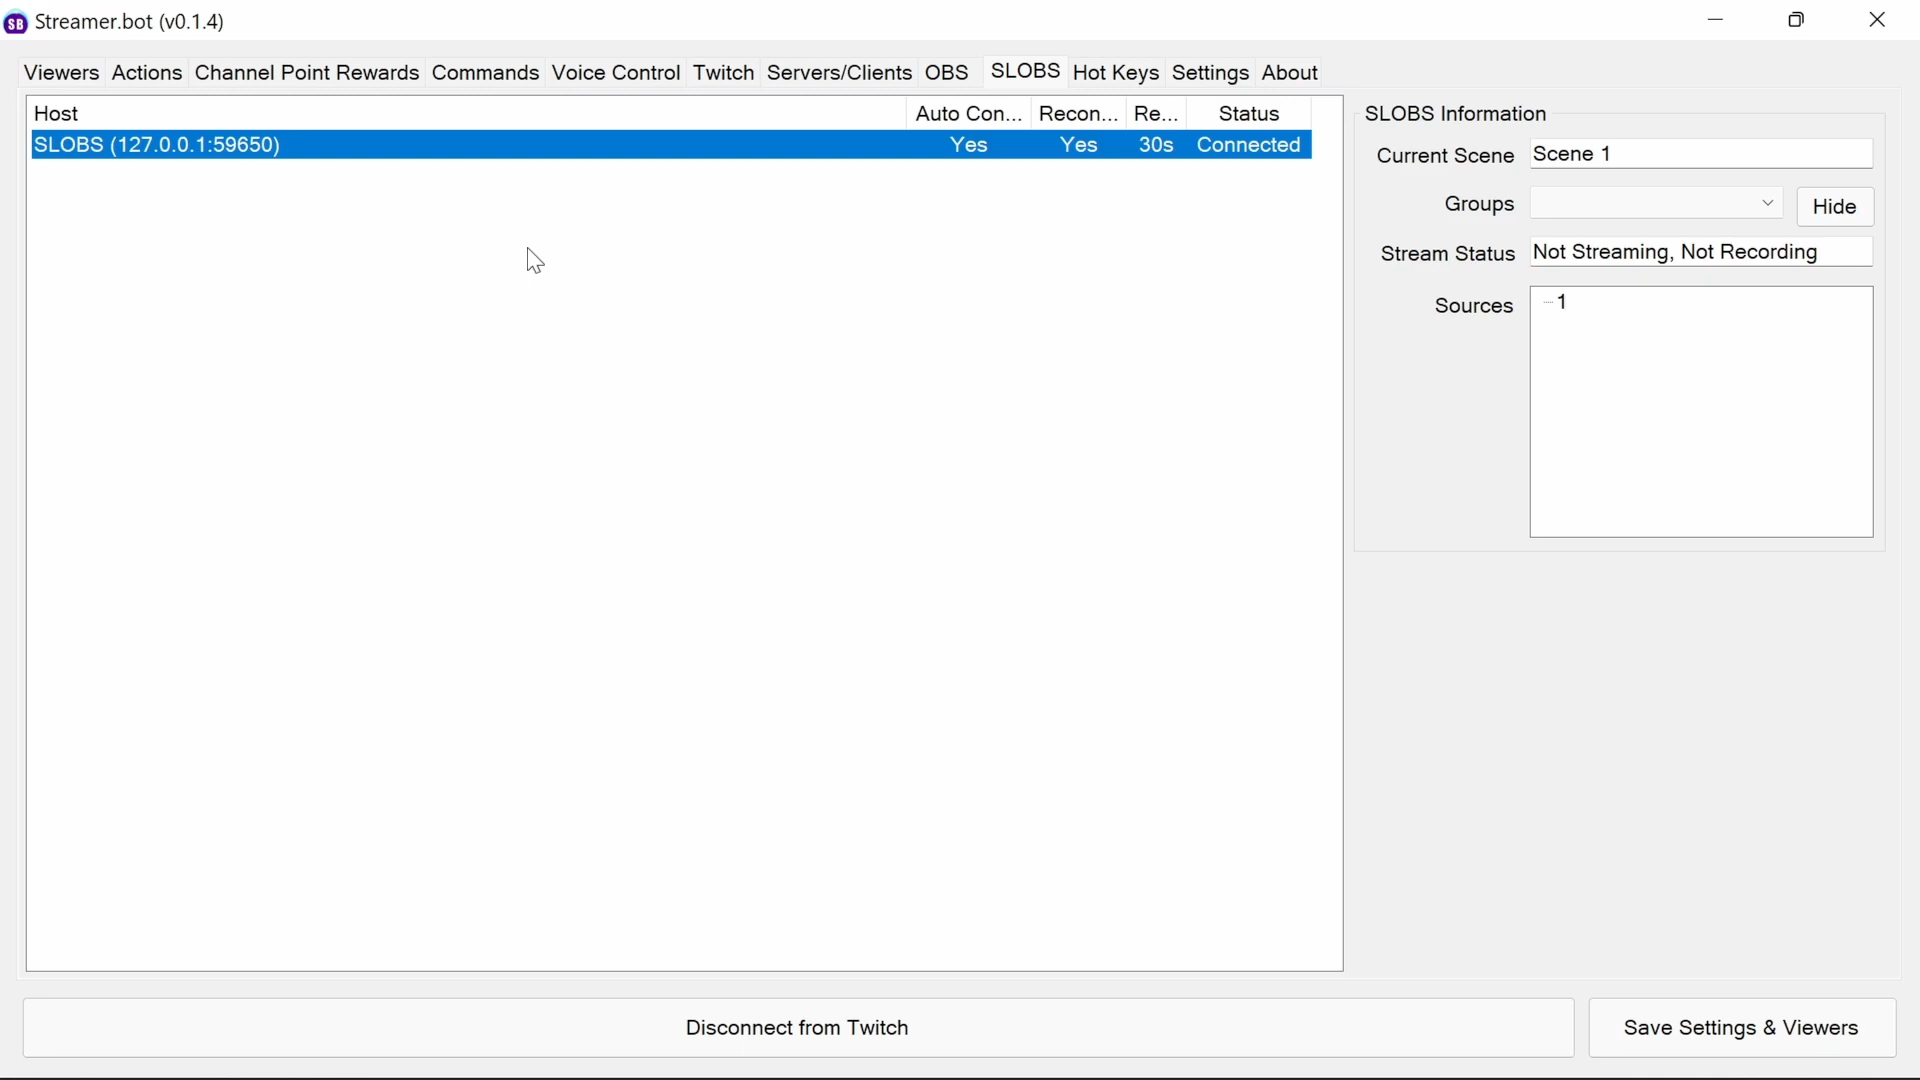 SB Streamer.bot (v0.1.4)
Viewers Actions Channel Point Rewards Commands Voice Control Twitch Servers/Clients OBS SLOBS Hot Keys Settings About
Host Auto Con... Recon... Re... Status
SLOBS (127.0.0.1:59650) Yes Yes 30s Connected
SLOBS Information
Current Scene Scene 1
Groups Hide
Stream Status Not Streaming, Not Recording
Sources 1
Disconnect from Twitch Save Settings & Viewers